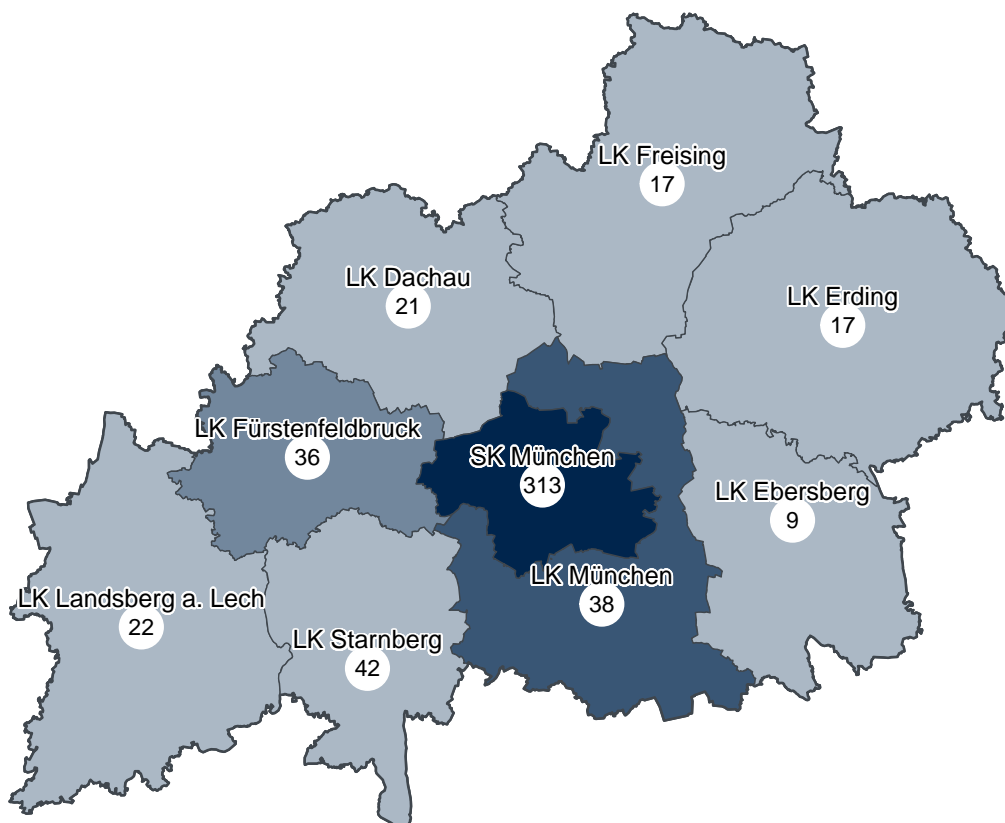 LK Freising
17
LK Dachau
21
LK Erding
17
LK Fürstenfeldbruck
36
SK München
313
LK Ebersberg
9
LK München
38
LK Landsberg a. Lech
22
LK Starnberg
42